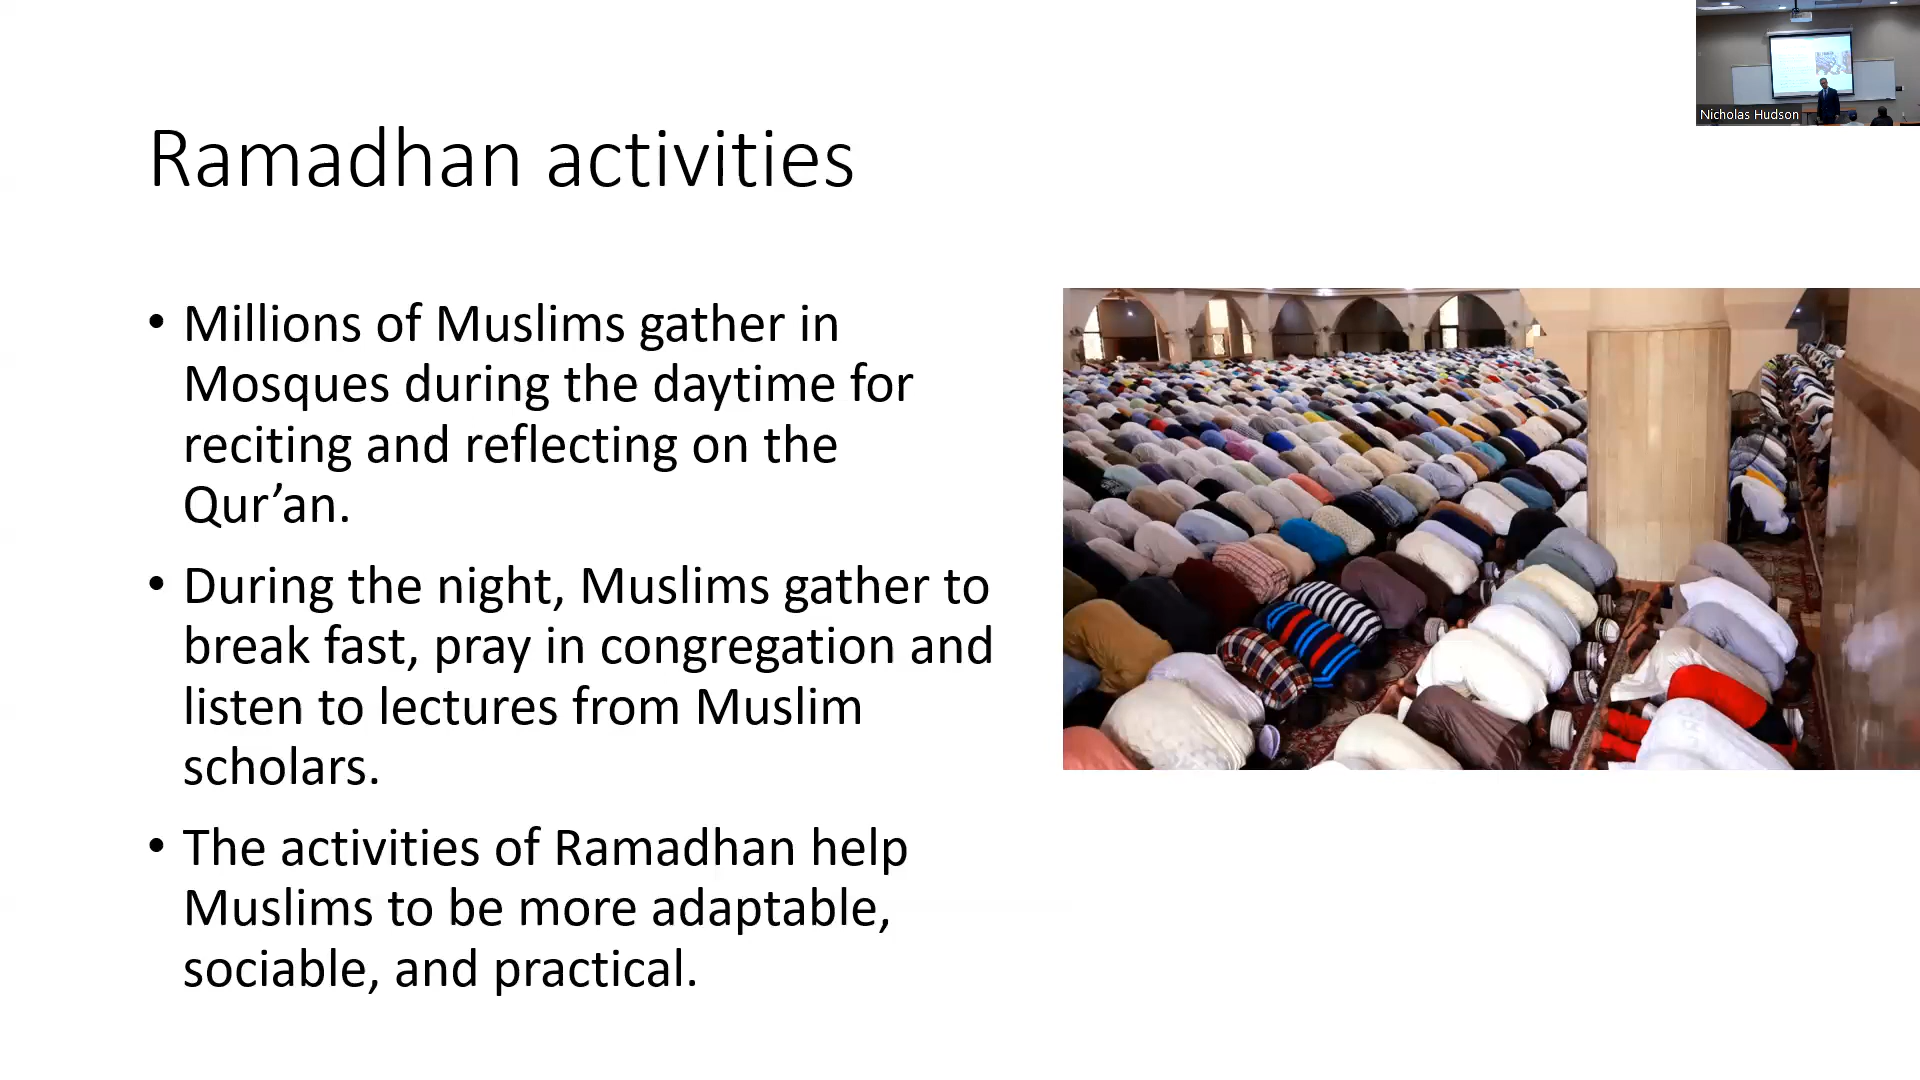 Nicholas Hudson
Ramadhan activities
• Millions of Muslims gather in
Mosques during the daytime for
reciting and reflecting on the
Qur’an.
• During the night, Muslims gather to
break fast, pray in congregation and
listen to lectures from Muslim
scholars.
• The activities of Ramadhan help
Muslims to be more adaptable,
sociable, and practical.